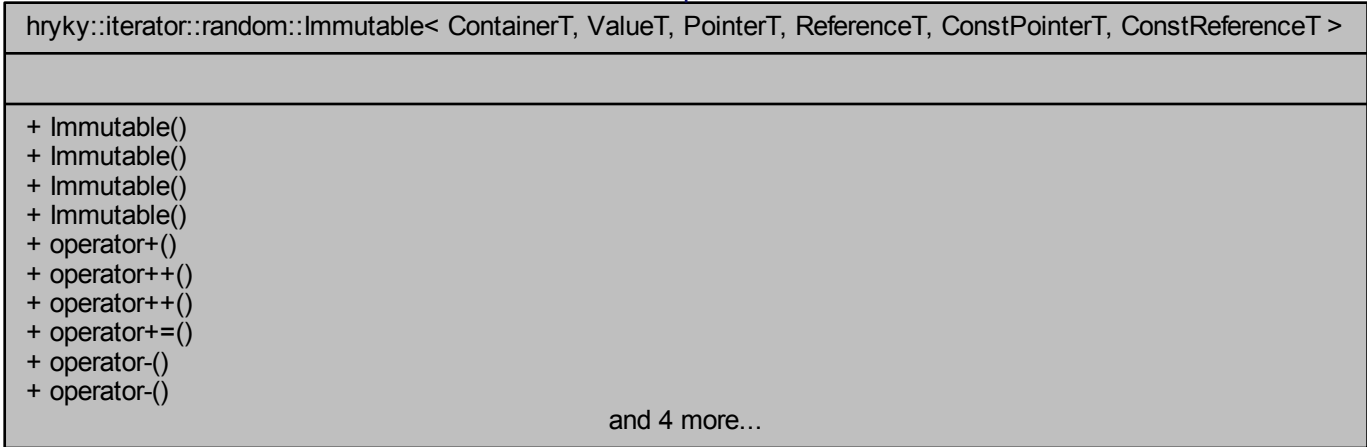 hryky::iterator::random::Immutable< ContainerT, ValueT, PointerT, ReferenceT, ConstPointerT, ConstReferenceT >
+ Immutable()
+ Immutable()
+ Immutable()
+ Immutable()
+ operator+()
+ operator++()
+ operator++()
+ operator+=()
+ operator-()
+ operator-()
and 4 more...